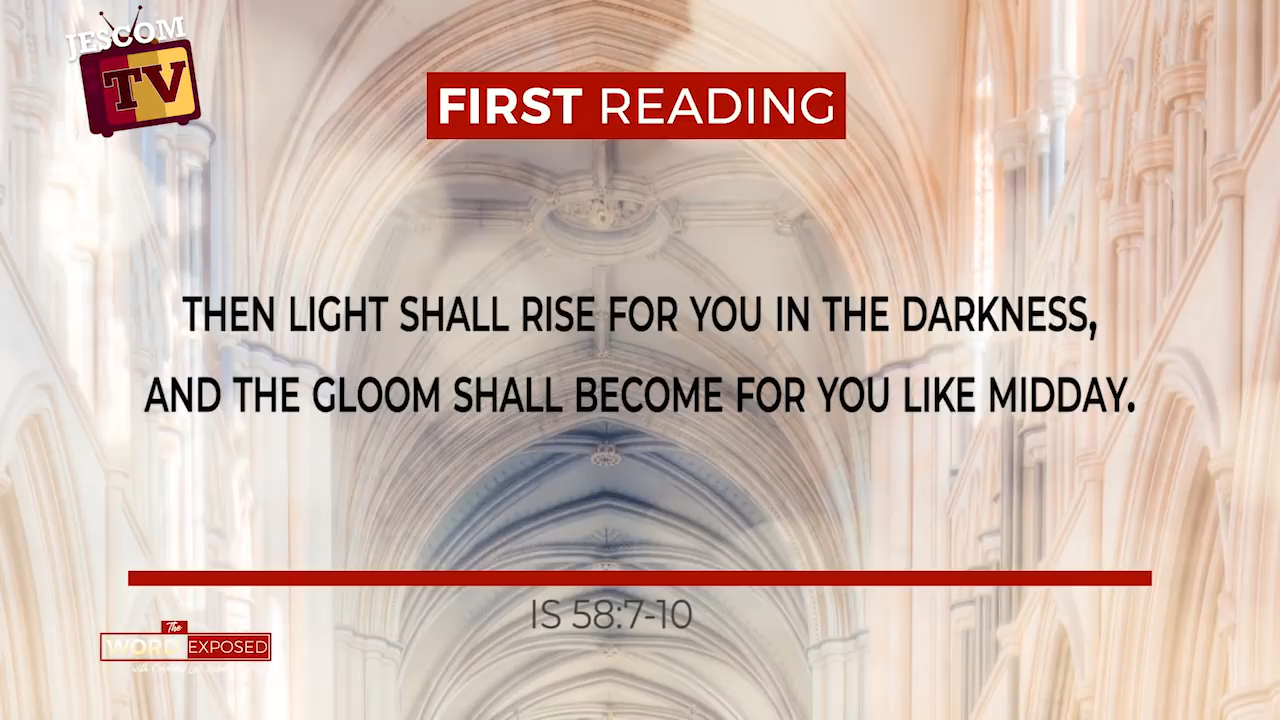 JESCOM
TV
FIRST READING
THEN LIGHT SHALL RISE FOR YOU IN THE DARKNESS,
AND THE GLOOM SHALL BECOME FOR YOU LIKE MIDDAY.
IS 58:7-10
The
WORD EXPOSED